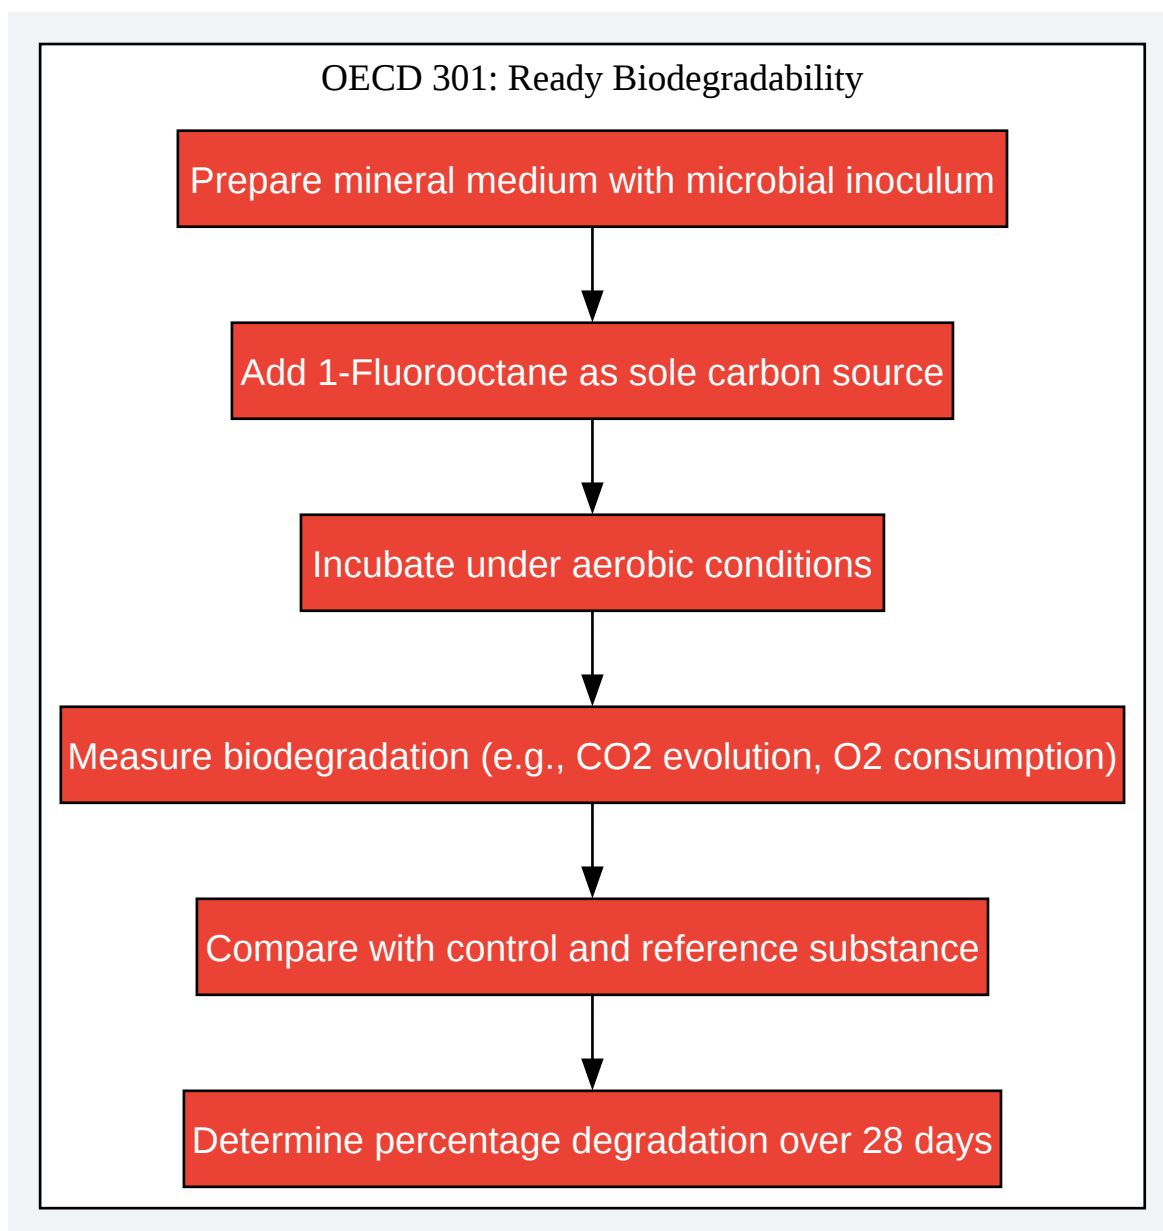 OECD 301: Ready Biodegradability
Prepare mineral medium with microbial inoculum
Add 1-Fluorooctane as sole carbon source
Incubate under aerobic conditions
Measure biodegradation (e.g., CO2 evolution, O2 consumption)
Compare with control and reference substance
Determine percentage degradation over 28 days